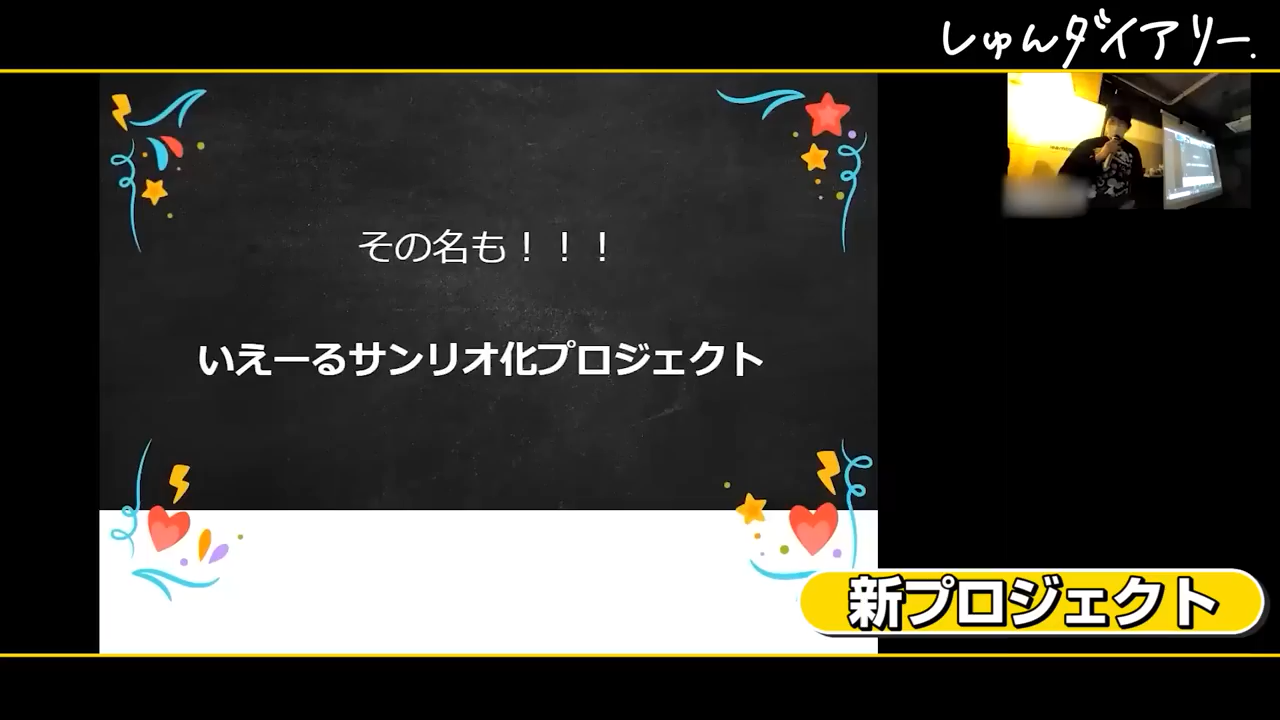 しゅんダイアリー.
その名も！！！
いえーるサンリオ化プロジェクト
新プロジェクト